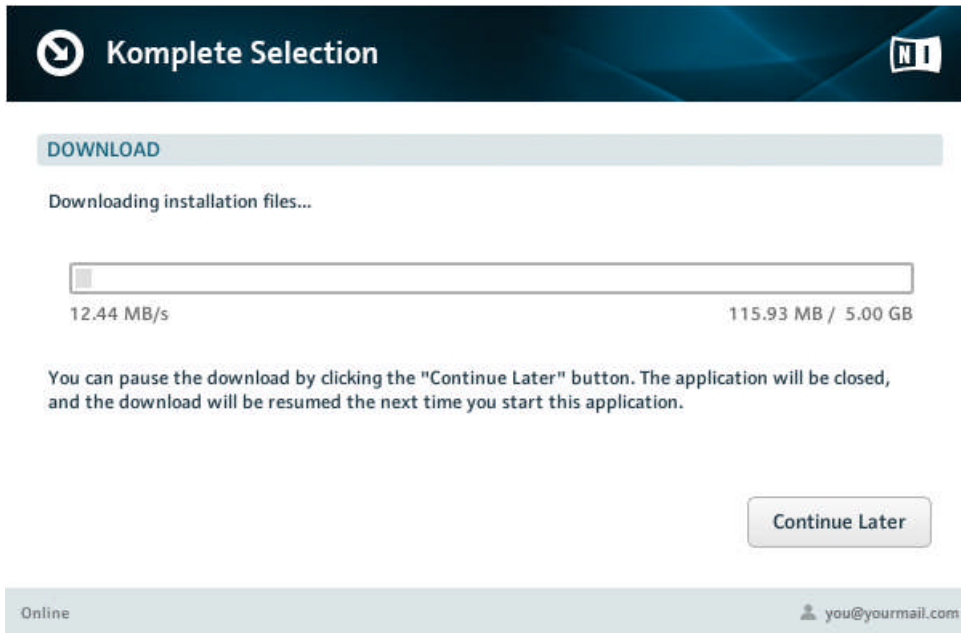 Komplete Selection
NI
DOWNLOAD
Downloading installation files...
12.44 MB/s
115.93 MB / 5.00 GB
You can pause the download by clicking the "Continue Later" button. The application will be closed,
and the download will be resumed the next time you start this application.
Continue Later
Online
you@yourmail.com